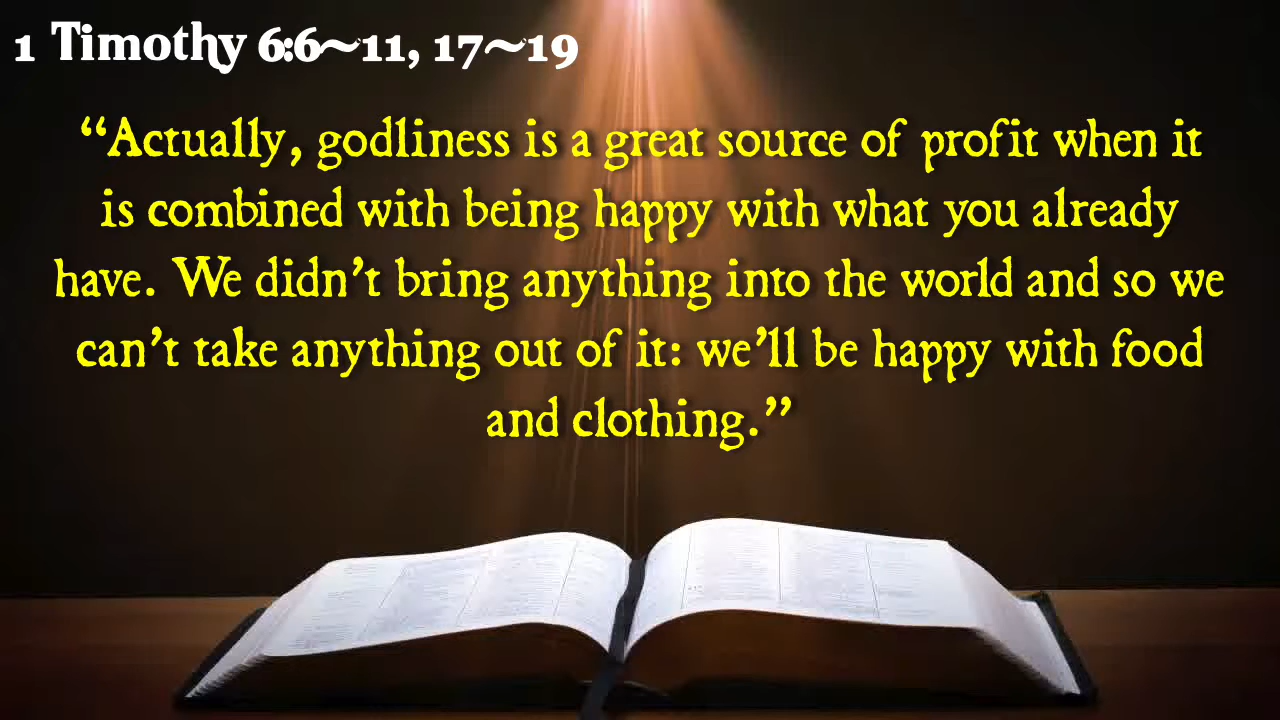 1 Timothy 6:6~11, 17~19
“Actually, godliness is a great source of profit when it
is combined with being happy with what you already
have. We didn’t bring anything into the world and so we
can’t take anything out of it: we’ll be happy with food
and clothing.”